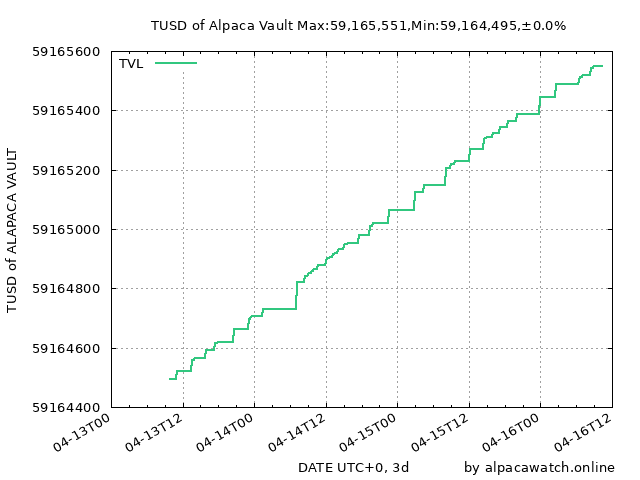 TUSD of Alpaca Vault Max:59,165,551,Min:59,164,495,±0.0%
TVL
59165600
59165400
59165200
59165000
59164800
59164600
59164400
TUSD of ALAPACA VAULT
04-13T00
04-13T12
04-14T00
04-14T12
04-15T00
04-15T12
04-16T00
04-16T12
DATE UTC+0, 3d
by alpacawatch.online